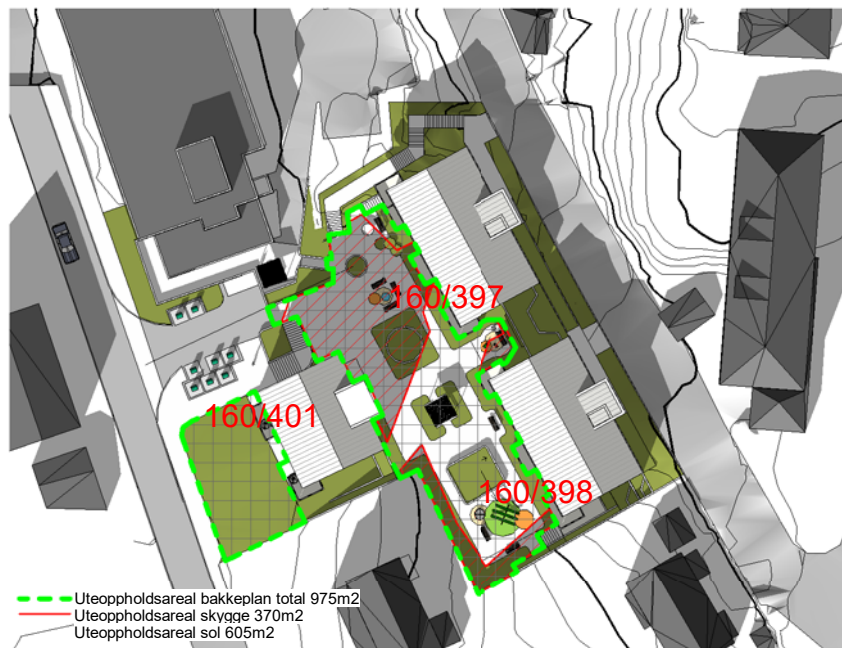 160/397
160/401
160/398
Uteoppholdsareal bakkeplan total 975m2
Uteoppholdsareal skygge 370m2
Uteoppholdsareal sol 605m2